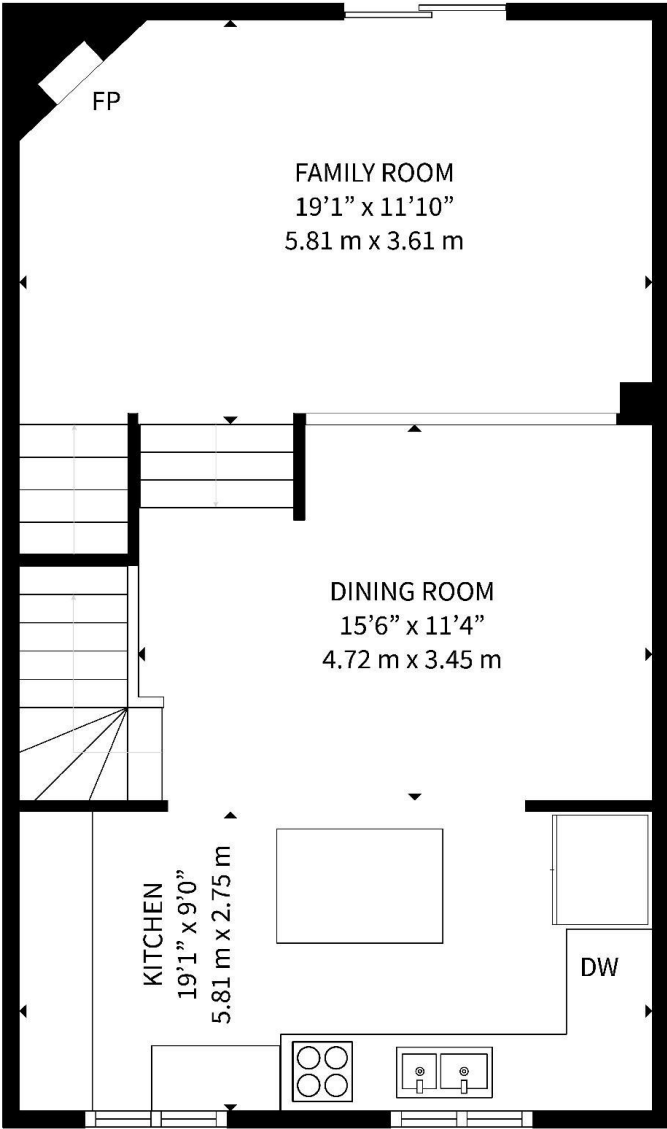 FP
FAMILY ROOM
19’1” x 11’10”
5.81 m x 3.61 m
DINING ROOM
15’6” x 11’4”
4.72 m x 3.45 m
KITCHEN
19’1” x 9’0”
5.81 m x 2.75 m
DW